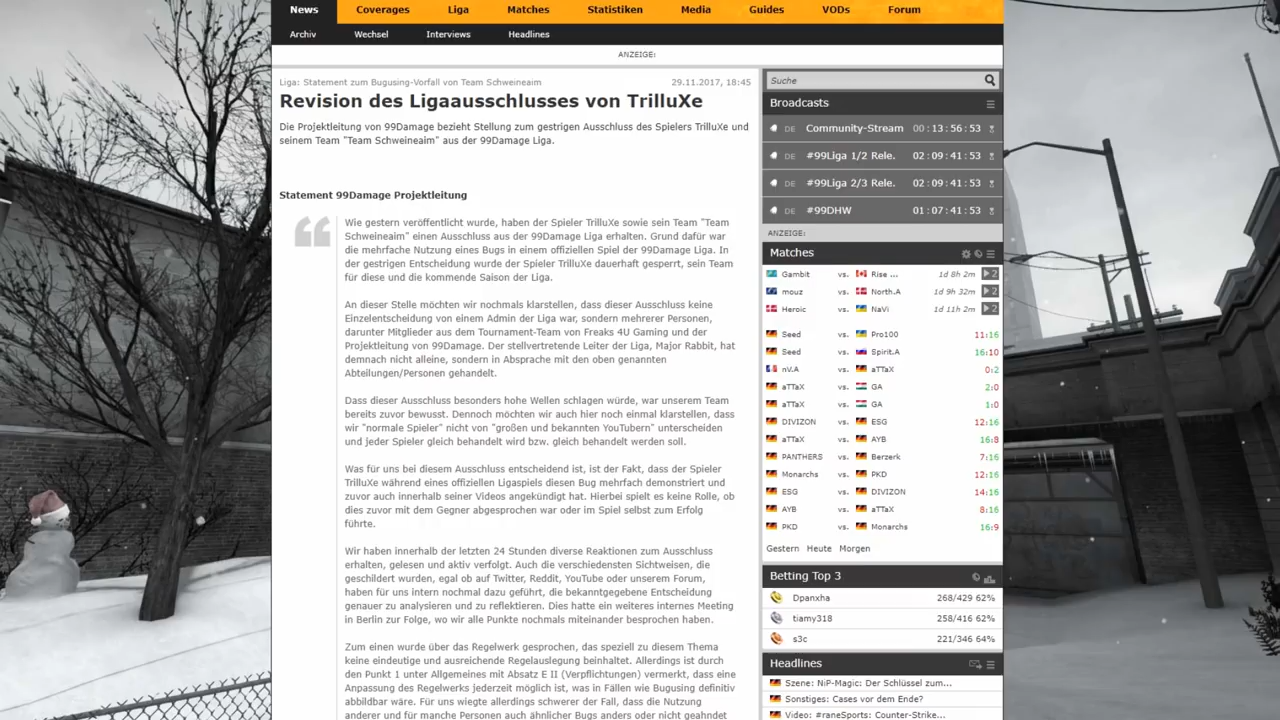 News Coverages Liga Matches Statistiken Media Guides VODs Forum
Archiv Wechsel Interviews Headlines
ANZEIGE:
Liga: Statement zum Bugusing-Vorfall von Team Schweineaim 29.11.2017, 18:45
Revision des Ligaausschlusses von TrilluXe
Die Projektleitung von 99Damage bezieht Stellung zum gestrigen Ausschluss des Spielers TrilluXe und
seinem Team "Team Schweineaim" aus der 99Damage Liga.
Statement 99Damage Projektleitung
Wie gestern veröffentlicht wurde, haben der Spieler TrilluXe sowie sein Team "Team
Schweineaim" einen Ausschluss aus der 99Damage Liga erhalten. Grund dafür war
die mehrfache Nutzung eines Bugs in einem offiziellen Spiel der 99Damage Liga. In
der gestrigen Entscheidung wurde der Spieler TrilluXe dauerhaft gesperrt, sein Team
für diese und die kommende Saison der Liga.
An dieser Stelle möchten wir nochmals klarstellen, dass dieser Ausschluss keine
Einzelentscheidung von einem Admin der Liga war, sondern mehrerer Personen,
darunter Mitglieder aus dem Tournament-Team von Freaks 4U Gaming und der
Projektleitung von 99Damage. Der stellvertretende Leiter der Liga, Major Rabbit, hat
demnach nicht alleine, sondern in Absprache mit den oben genannten
Abteilungen/Personen gehandelt.
Dass dieser Ausschluss besonders hohe Wellen schlagen würde, war unserem Team
bereits zuvor bewusst. Dennoch möchten wir auch hier noch einmal klarstellen, dass
wir "normale Spieler" nicht von "großen und bekannten YouTubern" unterscheiden
und jeder Spieler gleich behandelt wird bzw. gleich behandelt werden soll.
Was für uns bei diesem Ausschluss entscheidend ist, ist der Fakt, dass der Spieler
TrilluXe während eines offiziellen Ligaspiels diesen Bug mehrfach demonstriert und
zuvor auch innerhalb seiner Videos angekündigt hat. Hierbei spielt es keine Rolle, ob
dies zuvor mit dem Gegner abgesprochen war oder im Spiel selbst zum Erfolg
führte.
Wir haben innerhalb der letzten 24 Stunden diverse Reaktionen zum Ausschluss
erhalten, gelesen und aktiv verfolgt. Auch die verschiedensten Sichtweisen, die
geschildert wurden, egal ob auf Twitter, Reddit, YouTube oder unserem Forum,
haben für uns intern nochmal dazu geführt, die bekanntgegebene Entscheidung
genauer zu analysieren und zu reflektieren. Dies hatte ein weiteres internes Meeting
in Berlin zur Folge, wo wir alle Punkte nochmals miteinander besprochen haben.
Zum einen wurde über das Regelwerk gesprochen, das speziell zu diesem Thema
keine eindeutige und ausreichende Regelauslegung beinhaltet. Allerdings ist durch
den Punkt 1 unter Allgemeines mit Absatz E II (Verpflichtungen) vermerkt, dass eine
Anpassung des Regelwerks jederzeit möglich ist, was in Fällen wie Bugusing definitiv
abbildbar wäre. Für uns wiegte allerdings schwerer der Fall, dass die Nutzung
anderer und für manche Personen auch ähnlicher Bugs anders oder nicht geahndet
Suche
Broadcasts
DE Community-Stream 00:13:56:53
DE #99Liga 1/2 Rele. 02:09:41:53
DE #99Liga 2/3 Rele. 02:09:41:53
DE #99DHW 01:07:41:53
ANZEIGE:
Matches
Gambit vs. Rise ... 1d 8h 2m 2
mouz vs. North.A 1d 9h 32m 2
Heroic vs. NaVi 1d 11h 2m 2
Seed vs. Pro100 11:16
Seed vs. Spirit.A 16:10
nV.A vs. aTTaX 0:2
aTTaX vs. GA 2:0
aTTaX vs. GA 1:0
DIVIZON vs. ESG 12:16
aTTaX vs. AYB 16:8
PANTHERS vs. Berzerk 7:16
Monarchs vs. PKD 12:16
ESG vs. DIVIZON 14:16
AYB vs. aTTaX 8:16
PKD vs. Monarchs 16:9
Gestern Heute Morgen
Betting Top 3
Dpanxha 268/429 62%
tiamy318 258/416 62%
s3c 221/346 64%
Headlines
Szene: NiP-Magic: Der Schlüssel zum...
Sonstiges: Cases vor dem Ende?
Video: #raneSports: Counter-Strike...